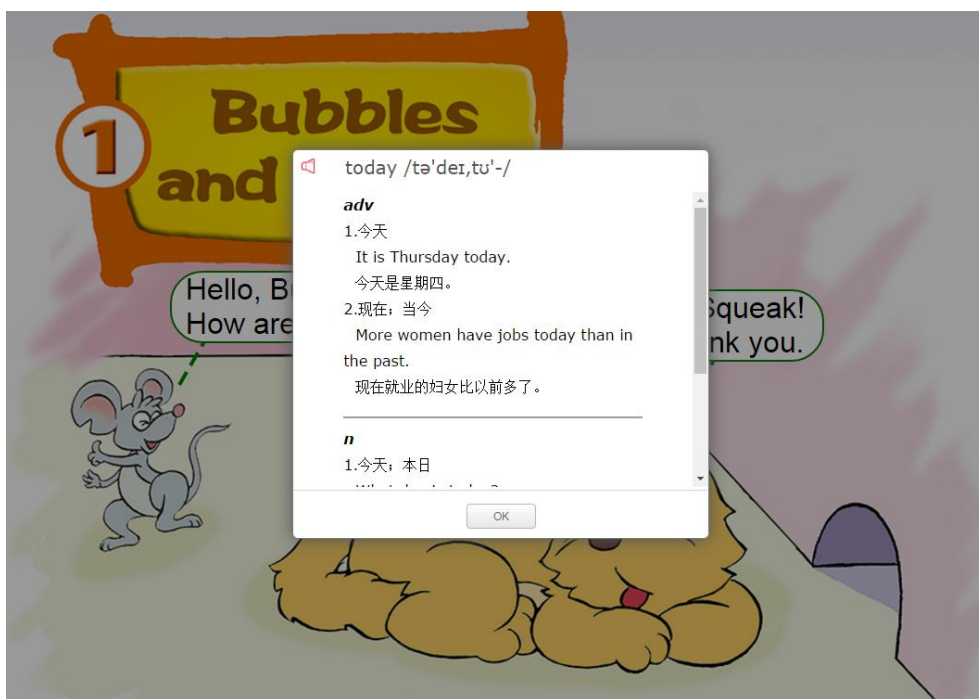 1
Bubbles
and
today /tə'deɪ,tʊ'-/
adv
1.今天
It is Thursday today.
今天是星期四。
2.现在；当今
More women have jobs today than in
the past.
现在就业的妇女比以前多了。
n
1.今天；本日
Hello,
How are
Squeak!
you.
OK